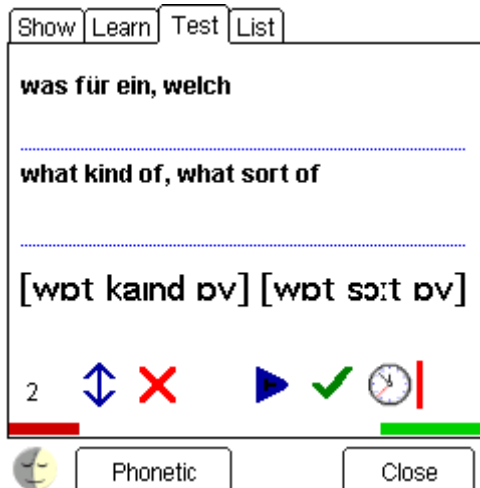 Show Learn Test List
was für ein, welch
what kind of, what sort of
[wɒt kaɪnd ɒv] [wɒt sɔːt ɒv]
2
Phonetic Close